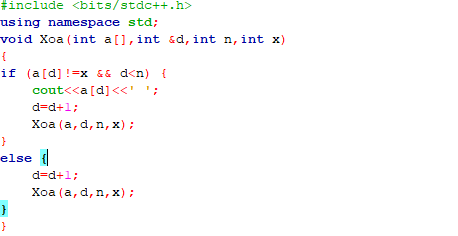 #include <bits/stdc++.h>
using namespace std;
void Xoa(int a[],int &d,int n,int x)
{
if (a[d]!=x && d<n) {
    cout<<a[d]<<' ';
    d=d+1;
    Xoa(a,d,n,x);
}
else {
    d=d+1;
    Xoa(a,d,n,x);
}
}